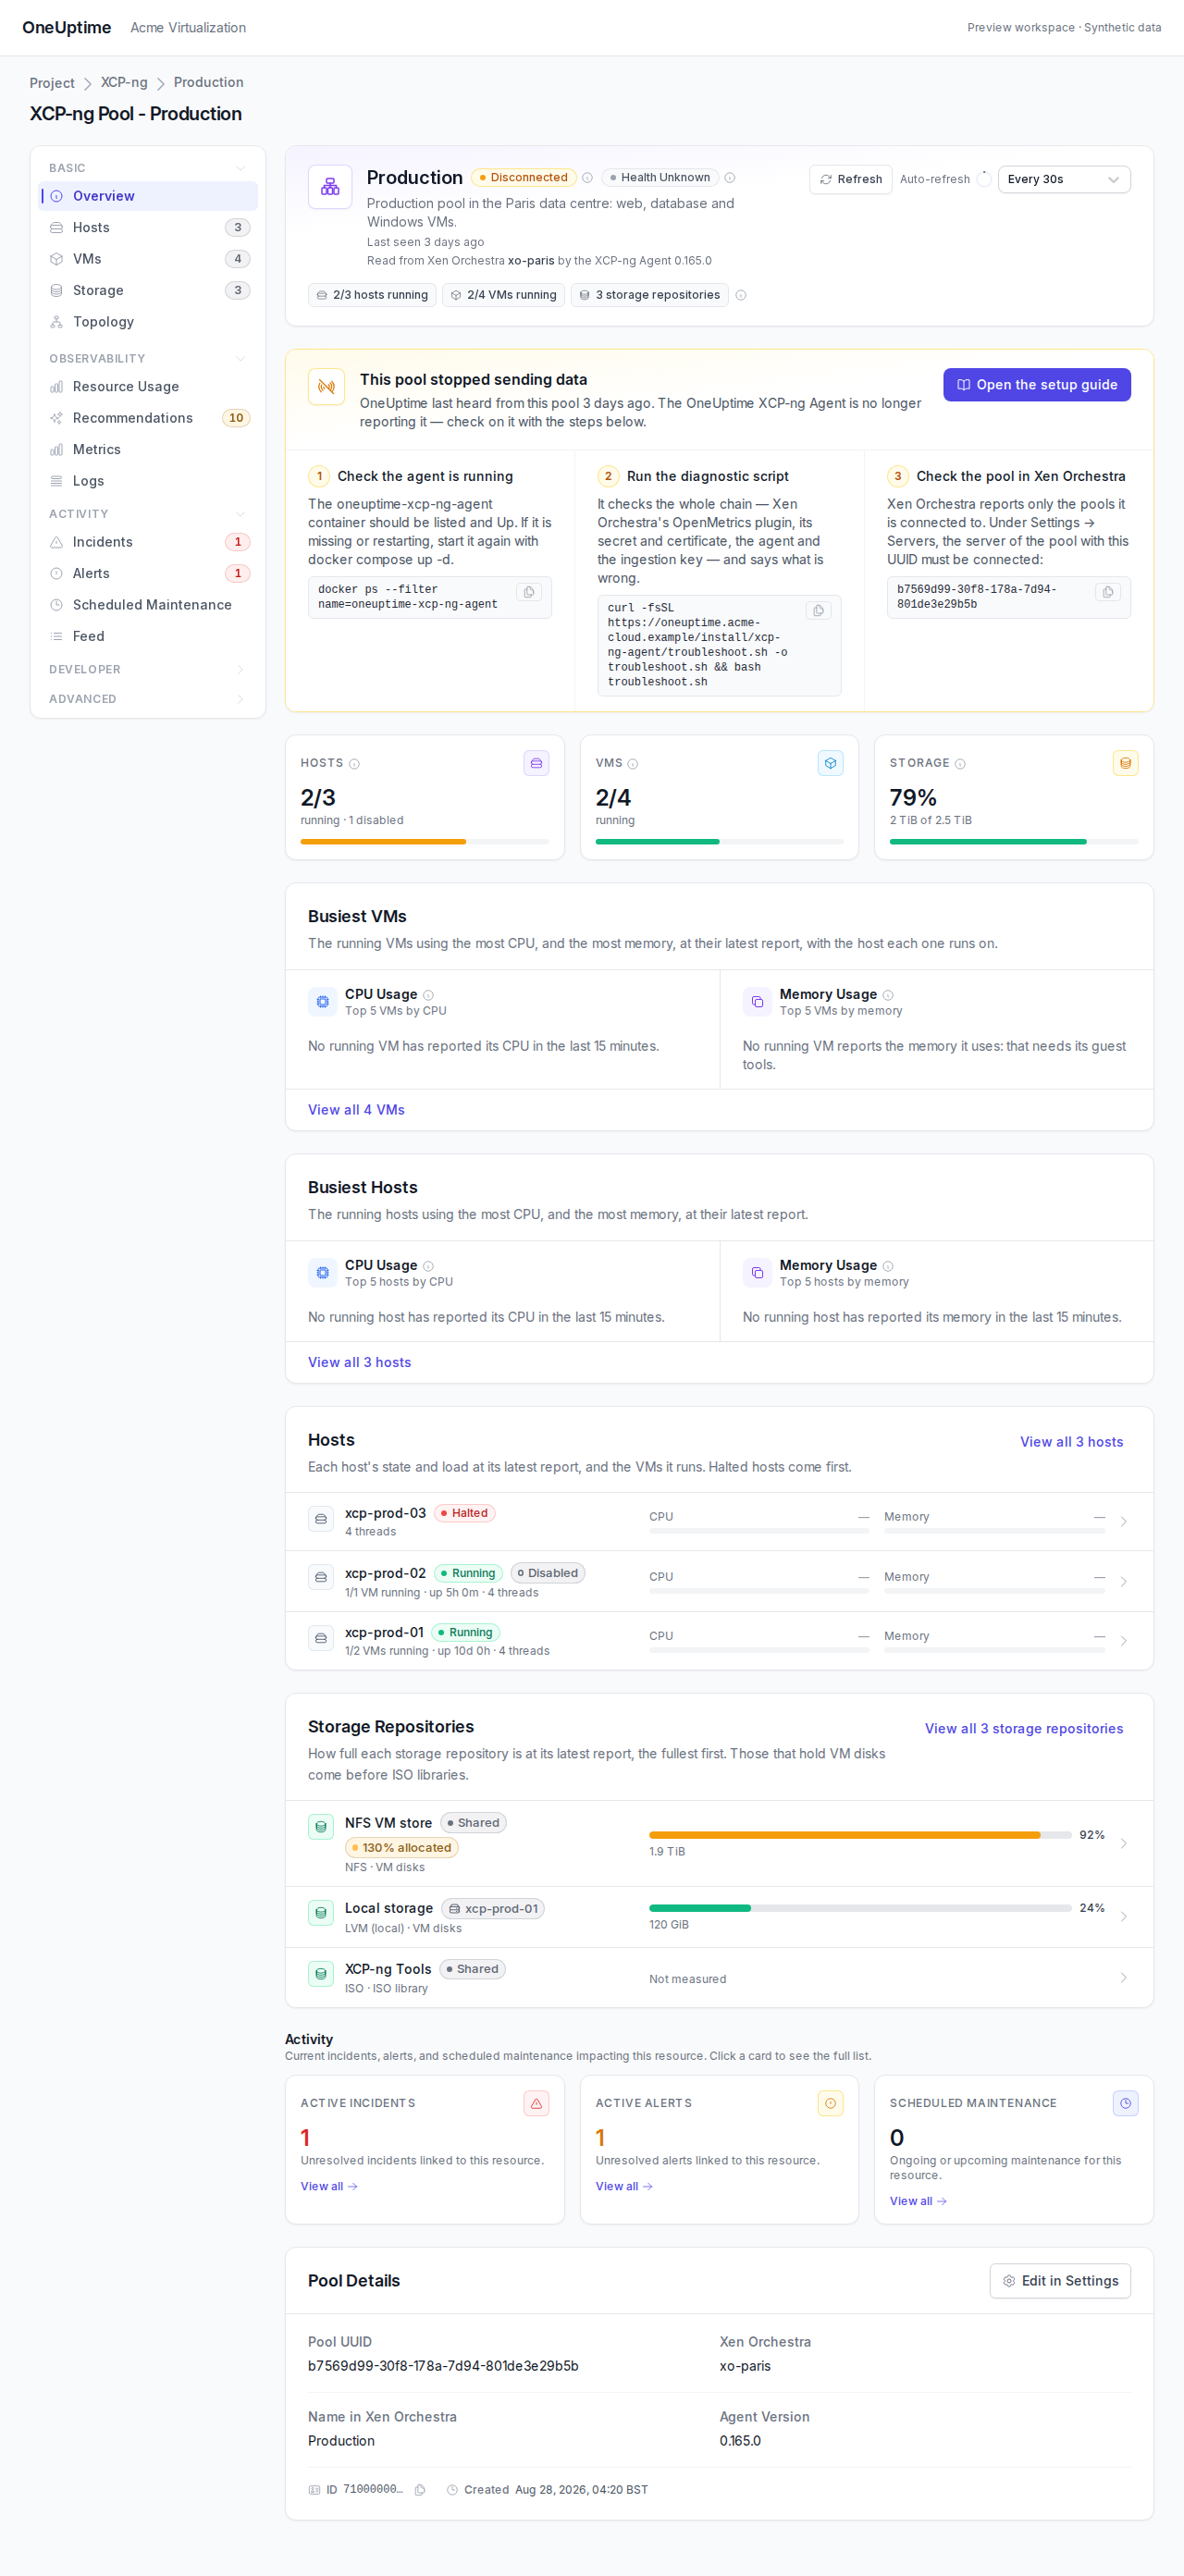 OneUptime Acme Virtualization Preview workspace · Synthetic data
Project XCP-ng Production
XCP-ng Pool - Production
BASIC
Overview
Hosts 3
VMs 4
Storage 3
Topology
OBSERVABILITY
Resource Usage
Recommendations 10
Metrics
Logs
ACTIVITY
Incidents 1
Alerts 1
Scheduled Maintenance
Feed
DEVELOPER
ADVANCED
Production Disconnected Health Unknown Refresh Auto-refresh Every 30s
Production pool in the Paris data centre: web, database and
Windows VMs.
Last seen 3 days ago
Read from Xen Orchestra xo-paris by the XCP-ng Agent 0.165.0
2/3 hosts running 2/4 VMs running 3 storage repositories
This pool stopped sending data Open the setup guide
OneUptime last heard from this pool 3 days ago. The OneUptime XCP-ng Agent is no longer
reporting it — check on it with the steps below.
1 Check the agent is running
The oneuptime-xcp-ng-agent
container should be listed and Up. If it is
missing or restarting, start it again with
docker compose up -d.
docker ps --filter
name=oneuptime-xcp-ng-agent
2 Run the diagnostic script
It checks the whole chain — Xen
Orchestra's OpenMetrics plugin, its
secret and certificate, the agent and
the ingestion key — and says what is
wrong.
curl -fsSL
https://oneuptime.acme-
cloud.example/install/xcp-
ng-agent/troubleshoot.sh -o
troubleshoot.sh && bash
troubleshoot.sh
3 Check the pool in Xen Orchestra
Xen Orchestra reports only the pools it
is connected to. Under Settings →
Servers, the server of the pool with this
UUID must be connected:
b7569d99-30f8-178a-7d94-
801de3e29b5b
HOSTS
2/3
running · 1 disabled
VMS
2/4
running
STORAGE
79%
2 TiB of 2.5 TiB
Busiest VMs
The running VMs using the most CPU, and the most memory, at their latest report, with the host each one runs on.
CPU Usage
Top 5 VMs by CPU
No running VM has reported its CPU in the last 15 minutes.
Memory Usage
Top 5 VMs by memory
No running VM reports the memory it uses: that needs its guest
tools.
View all 4 VMs
Busiest Hosts
The running hosts using the most CPU, and the most memory, at their latest report.
CPU Usage
Top 5 hosts by CPU
No running host has reported its CPU in the last 15 minutes.
Memory Usage
Top 5 hosts by memory
No running host has reported its memory in the last 15 minutes.
View all 3 hosts
Hosts View all 3 hosts
Each host's state and load at its latest report, and the VMs it runs. Halted hosts come first.
xcp-prod-03 Halted CPU — Memory —
4 threads
xcp-prod-02 Running Disabled CPU — Memory —
1/1 VM running · up 5h 0m · 4 threads
xcp-prod-01 Running CPU — Memory —
1/2 VMs running · up 10d 0h · 4 threads
Storage Repositories View all 3 storage repositories
How full each storage repository is at its latest report, the fullest first. Those that hold VM disks
come before ISO libraries.
NFS VM store Shared
130% allocated
NFS · VM disks
92%
1.9 TiB
Local storage xcp-prod-01
LVM (local) · VM disks
24%
120 GiB
XCP-ng Tools Shared
ISO · ISO library
Not measured
Activity
Current incidents, alerts, and scheduled maintenance impacting this resource. Click a card to see the full list.
ACTIVE INCIDENTS
1
Unresolved incidents linked to this resource.
View all →
ACTIVE ALERTS
1
Unresolved alerts linked to this resource.
View all →
SCHEDULED MAINTENANCE
0
Ongoing or upcoming maintenance for this
resource.
View all →
Pool Details Edit in Settings
Pool UUID
b7569d99-30f8-178a-7d94-801de3e29b5b
Xen Orchestra
xo-paris
Name in Xen Orchestra
Production
Agent Version
0.165.0
ID 71000000… Created Aug 28, 2026, 04:20 BST